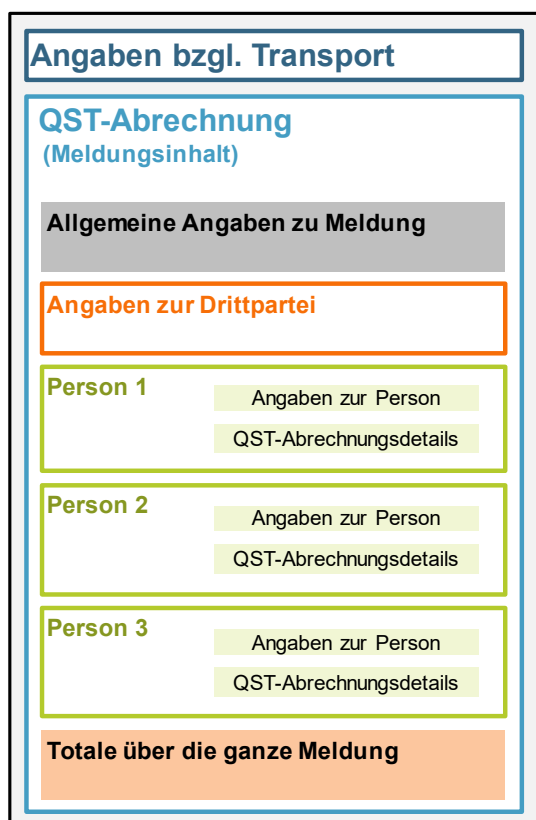 Angaben bzgl. Transport
QST-Abrechnung
(Meldungsinhalt)
Allgemeine Angaben zu Meldung
Angaben zur Drittpartei
Person 1
Angaben zur Person
QST-Abrechnungsdetails
Person 2
Angaben zur Person
QST-Abrechnungsdetails
Person 3
Angaben zur Person
QST-Abrechnungsdetails
Totale über die ganze Meldung